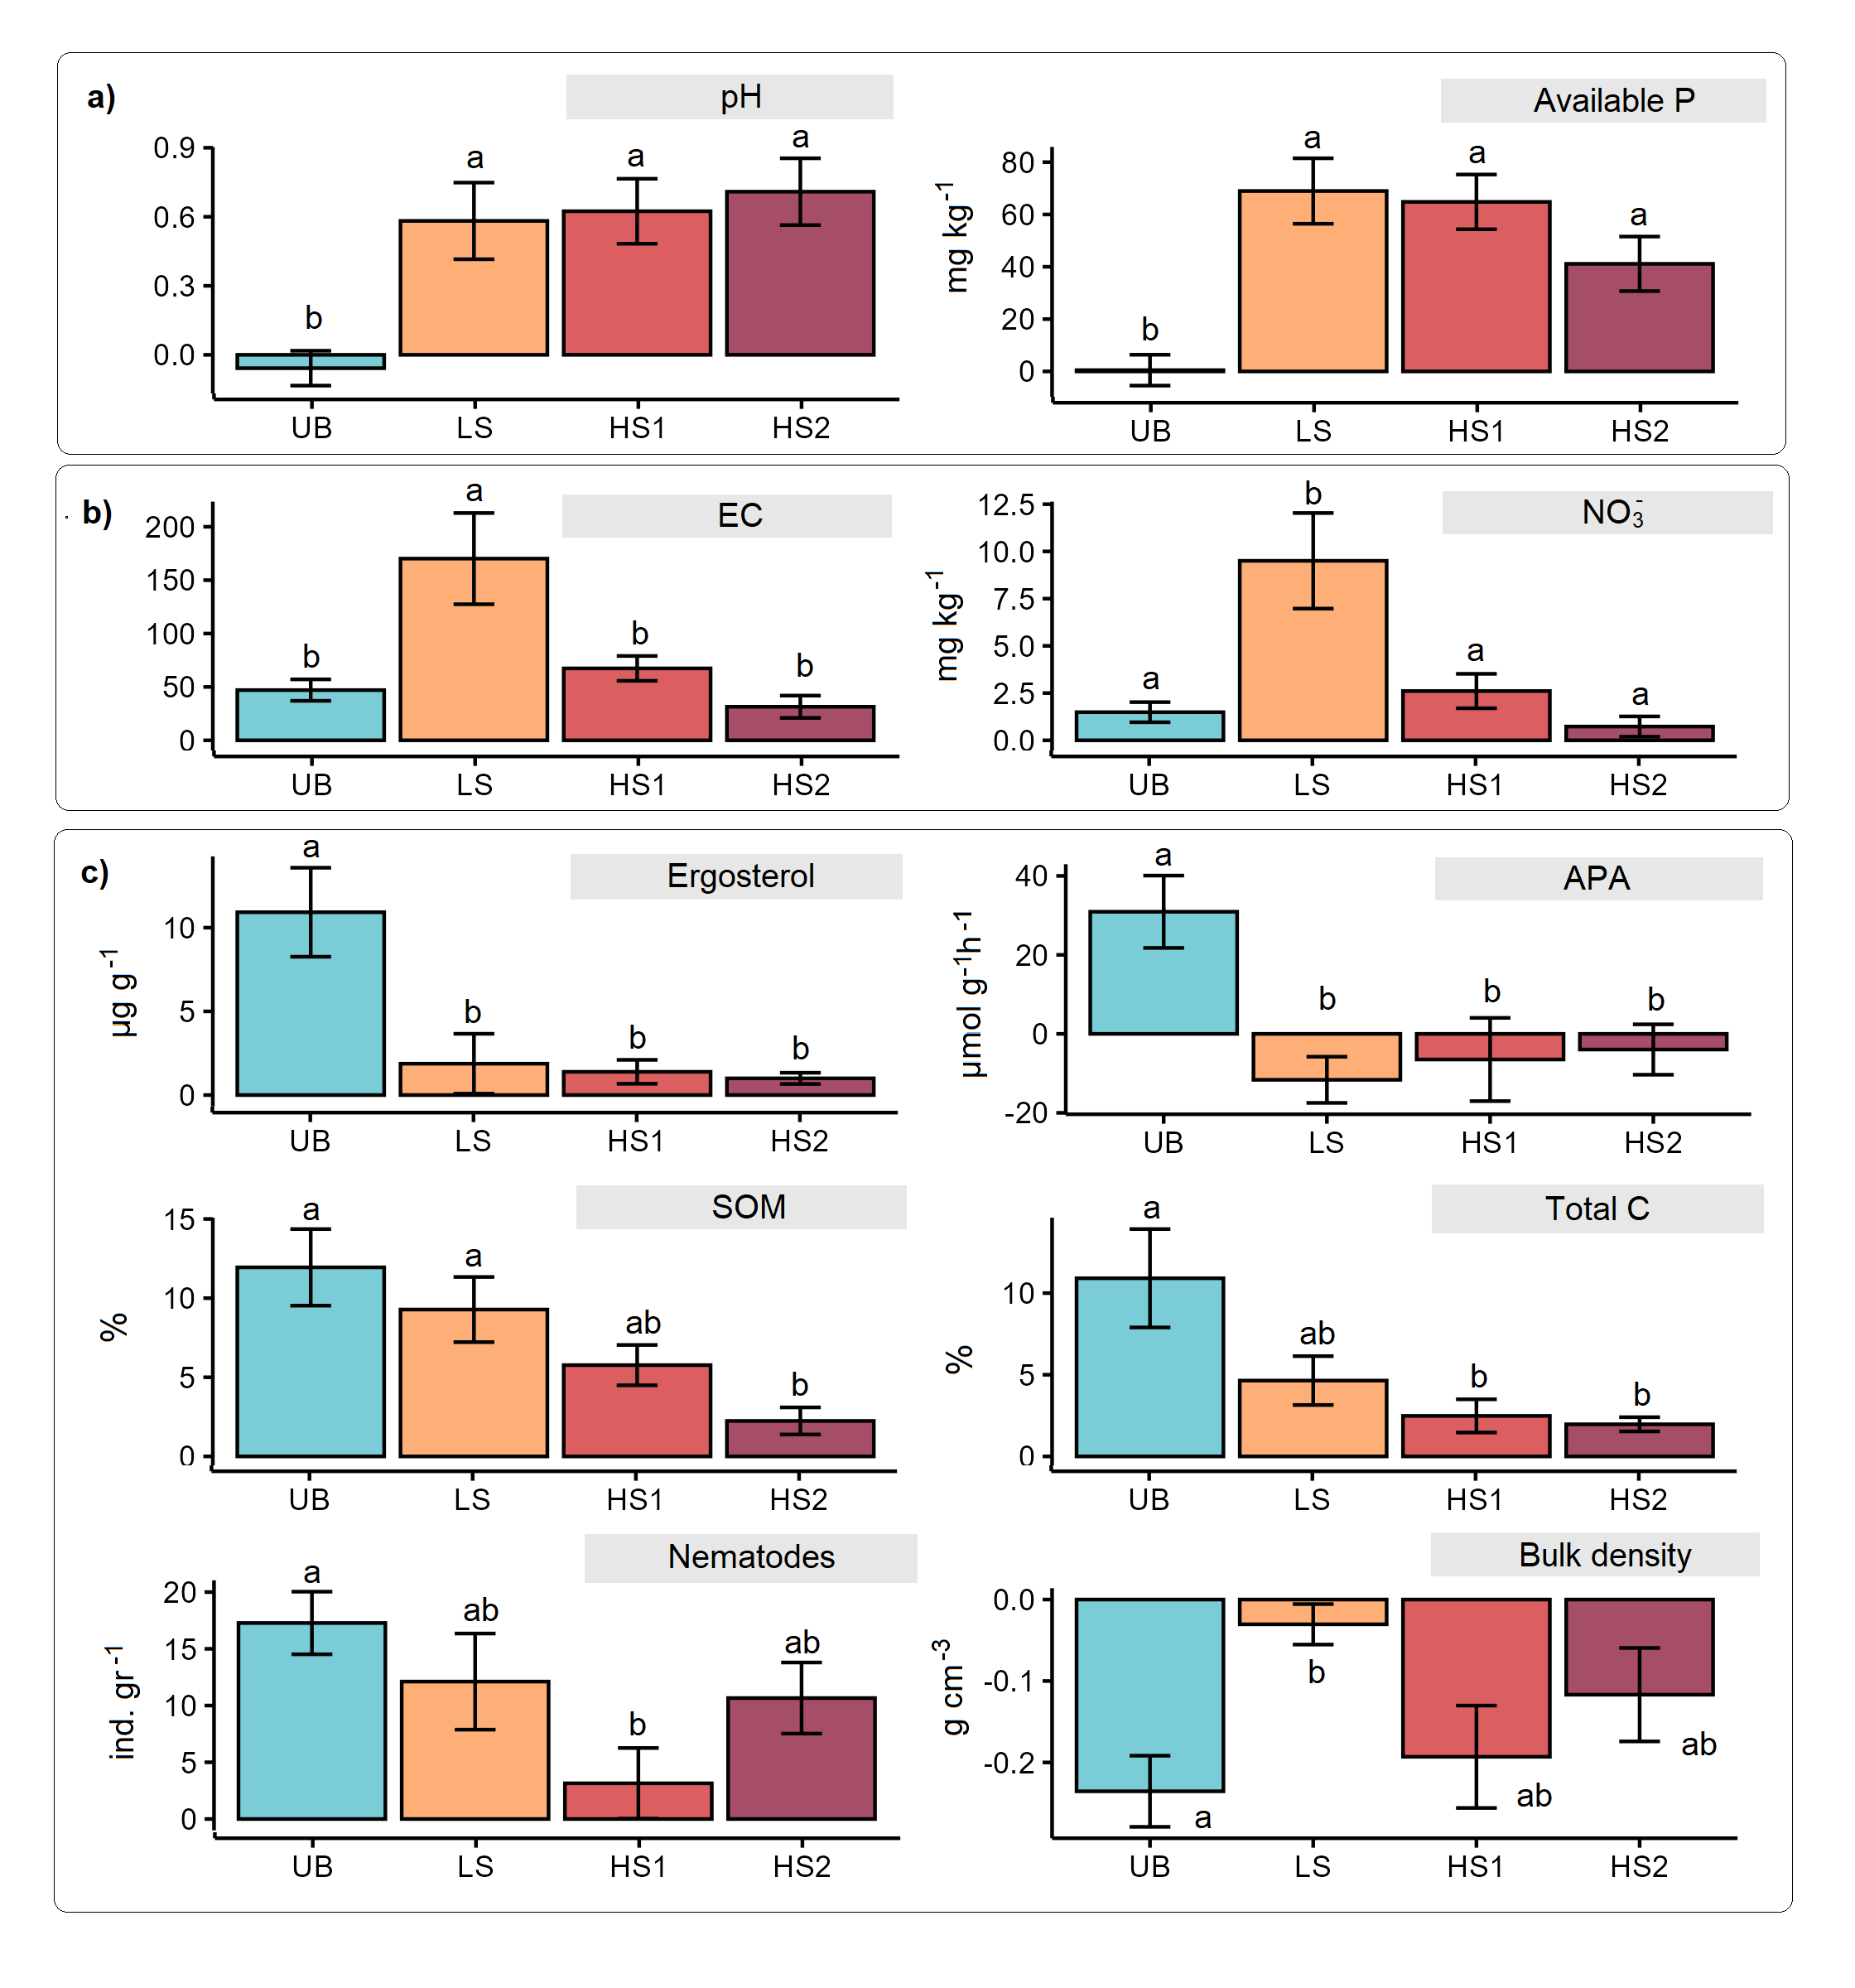 a)
pH
a
a
a
b
0.9
0.6
0.3
0.0
UB LS HS1 HS2
Available P
a
a
a
b
mg kg-1
80
60
40
20
0
UB LS HS1 HS2
b)
EC
a
b
b
b
200
150
100
50
0
UB LS HS1 HS2
NO3-
b
a
a
a
mg kg-1
12.5
10.0
7.5
5.0
2.5
0.0
UB LS HS1 HS2
c)
Ergosterol
a
b
b
b
µg g-1
10
5
0
UB LS HS1 HS2
APA
a
b
b
b
µmol g-1h-1
40
20
0
-20
UB LS HS1 HS2
SOM
a
a
ab
b
%
15
10
5
0
UB LS HS1 HS2
Total C
a
ab
b
b
%
10
5
0
UB LS HS1 HS2
Nematodes
a
ab
b
ab
ind. gr-1
20
15
10
5
0
UB LS HS1 HS2
Bulk density
b
ab
ab
a
g cm-3
0.0
-0.1
-0.2
UB LS HS1 HS2